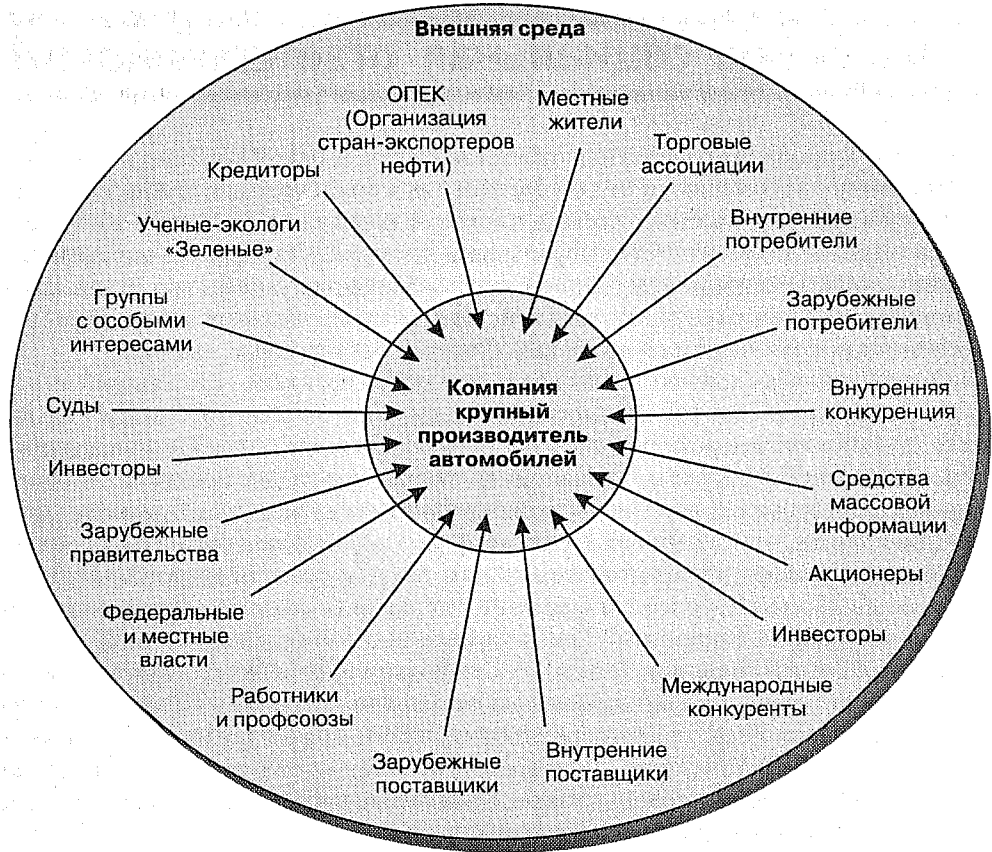 Внешняя среда
ОПЕК
(Организация
стран-экспортеров
нефти)
Местные
жители
Торговые
ассоциации
Внутренние
потребители
Зарубежные
потребители
Внутренняя
конкуренция
Средства
массовой
информации
Акционеры
Инвесторы
Международные
конкуренты
Внутренние
поставщики
Зарубежные
поставщики
Работники
и профсоюзы
Федеральные
и местные
власти
Зарубежные
правительства
Инвесторы
Суды
Группы
с особыми
интересами
Ученые-экологи
«Зеленые»
Кредиторы
Компания
крупный
производитель
автомобилей